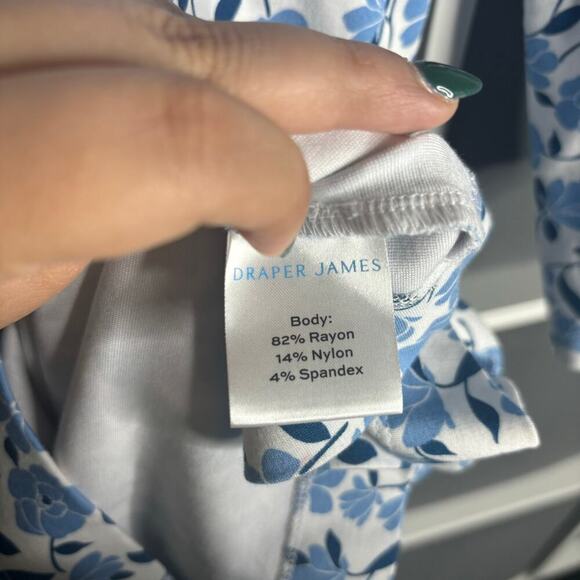 DRAPER JAMES
Body:
82% Rayon
14% Nylon
4% Spandex